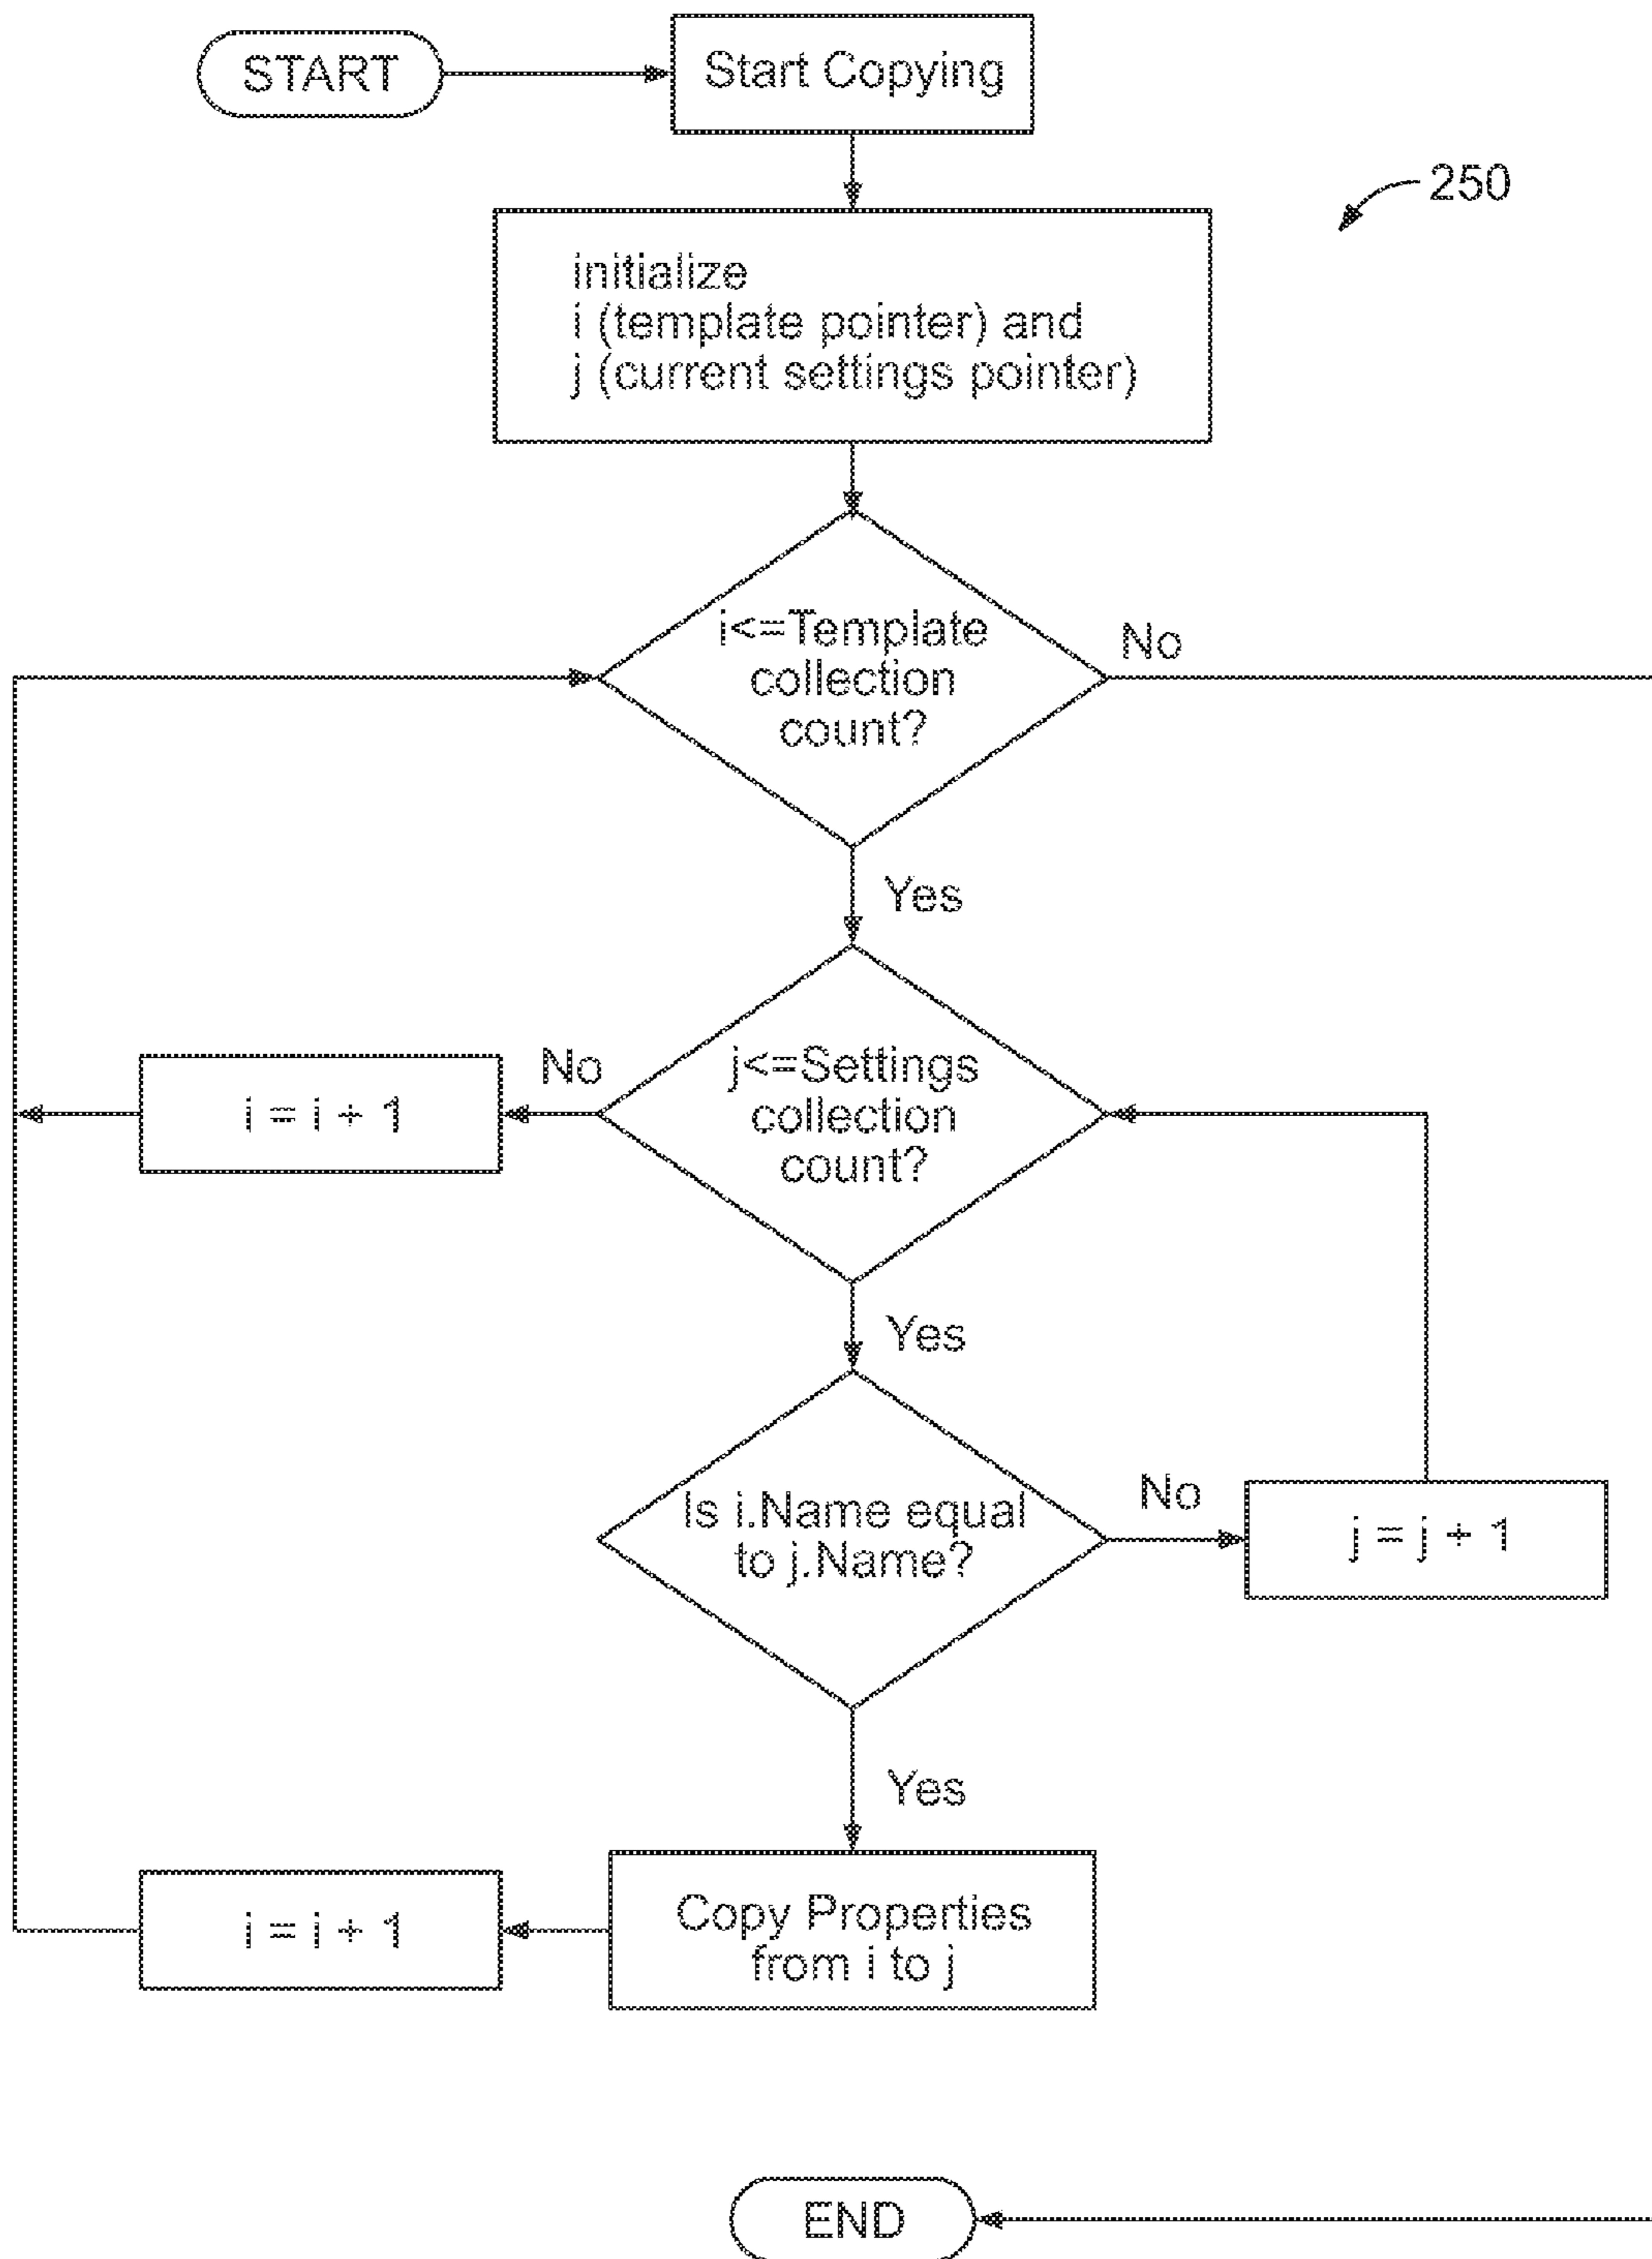 START
Start Copying
250
initialize
i (template pointer) and
j (current settings pointer)
i<=Template
collection
count?
No
Yes
i = i + 1
No
j<=Settings
collection
count?
Yes
Is i.Name equal
to j.Name?
No
j = j + 1
Yes
i = i + 1
Copy Properties
from i to j
END